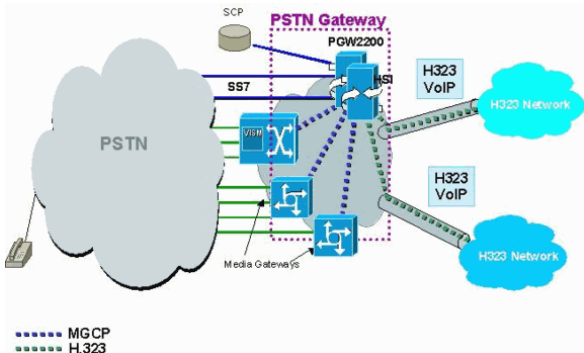 SCP
PSTN Gateway
PGW2200
HSI
SS7
H323
VoIP
H323 Network
PSTN
VISM
H323
VoIP
H323 Network
Media Gateways
MGCP
H.323